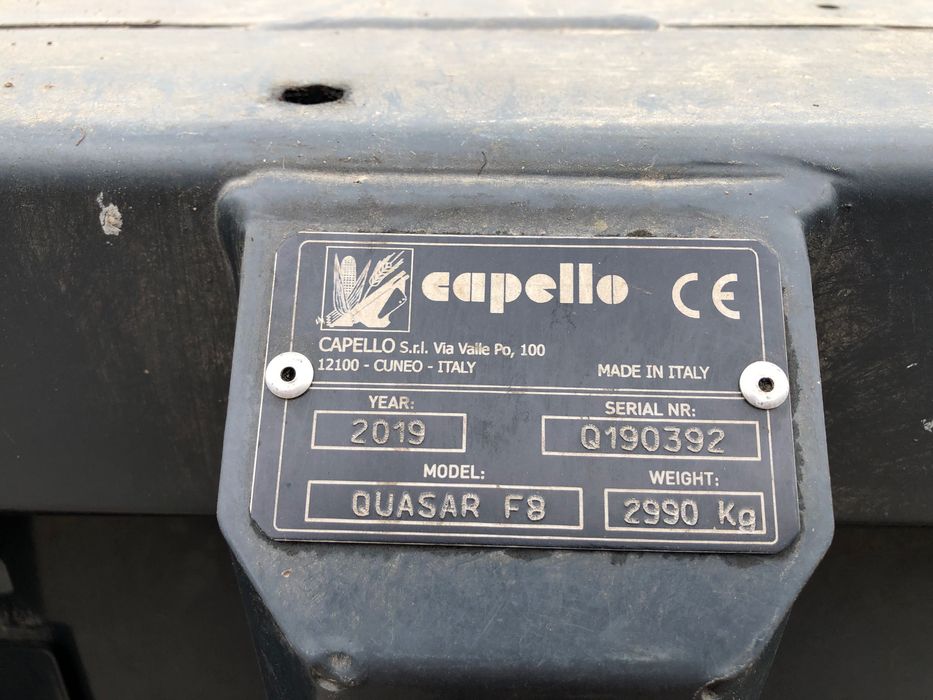 capello CE
CAPELLO S.r.l. Via Valle Po, 100
12100 - CUNEO - ITALY MADE IN ITALY
YEAR: SERIAL NR:
2019 Q190392
MODEL: WEIGHT:
QUASAR F8 2990 Kg